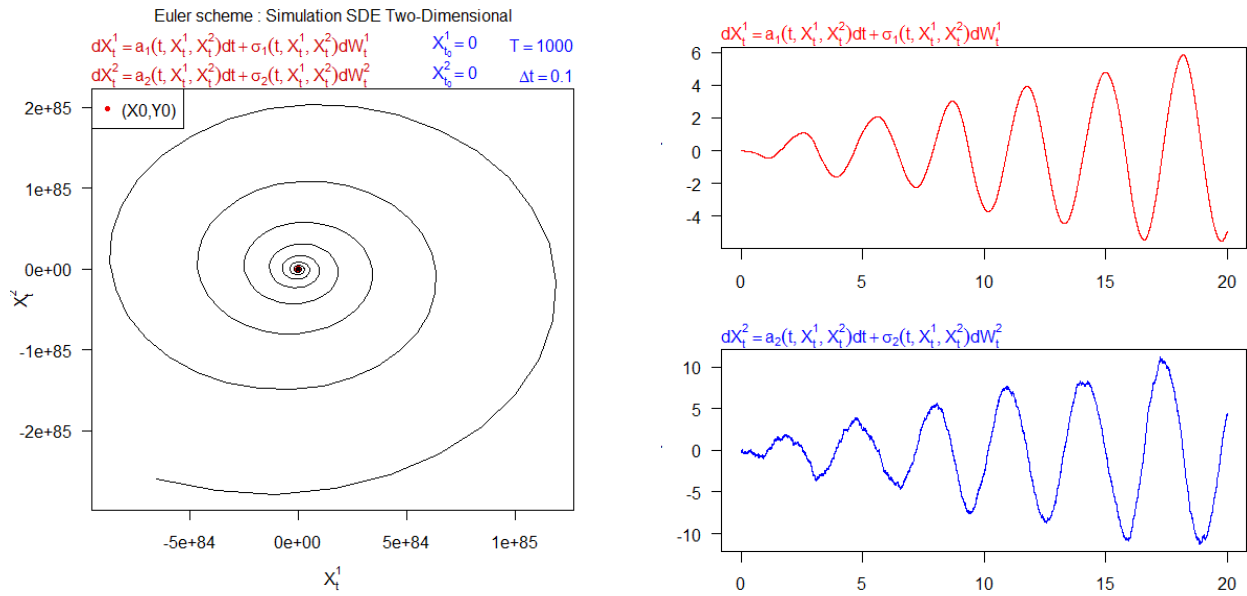 Euler scheme : Simulation SDE Two-Dimensional
dX_t^1 = a_1(t, X_t^1, X_t^2)dt + σ_1(t, X_t^1, X_t^2)dW_t^1 X_{t_0}^1 = 0 T = 1000
dX_t^2 = a_2(t, X_t^1, X_t^2)dt + σ_2(t, X_t^1, X_t^2)dW_t^2 X_{t_0}^2 = 0 Δt = 0.1
(X0,Y0)
2e+85
1e+85
0e+00
-1e+85
-2e+85
X_t^2
-5e+84 0e+00 5e+84 1e+85
X_t^1
dX_t^1 = a_1(t, X_t^1, X_t^2)dt + σ_1(t, X_t^1, X_t^2)dW_t^1
6
4
2
0
-2
-4
0 5 10 15 20
dX_t^2 = a_2(t, X_t^1, X_t^2)dt + σ_2(t, X_t^1, X_t^2)dW_t^2
10
5
0
-5
-10
0 5 10 15 20